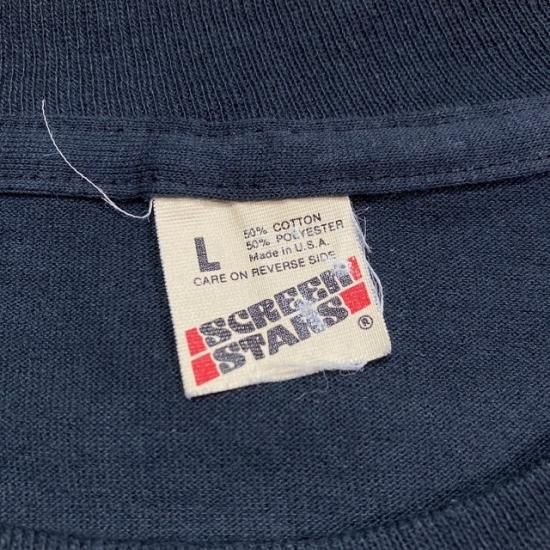 L
50% COTTON
50% POLYESTER
Made in U.S.A.
CARE ON REVERSE SIDE
SCREEN
STARS
®